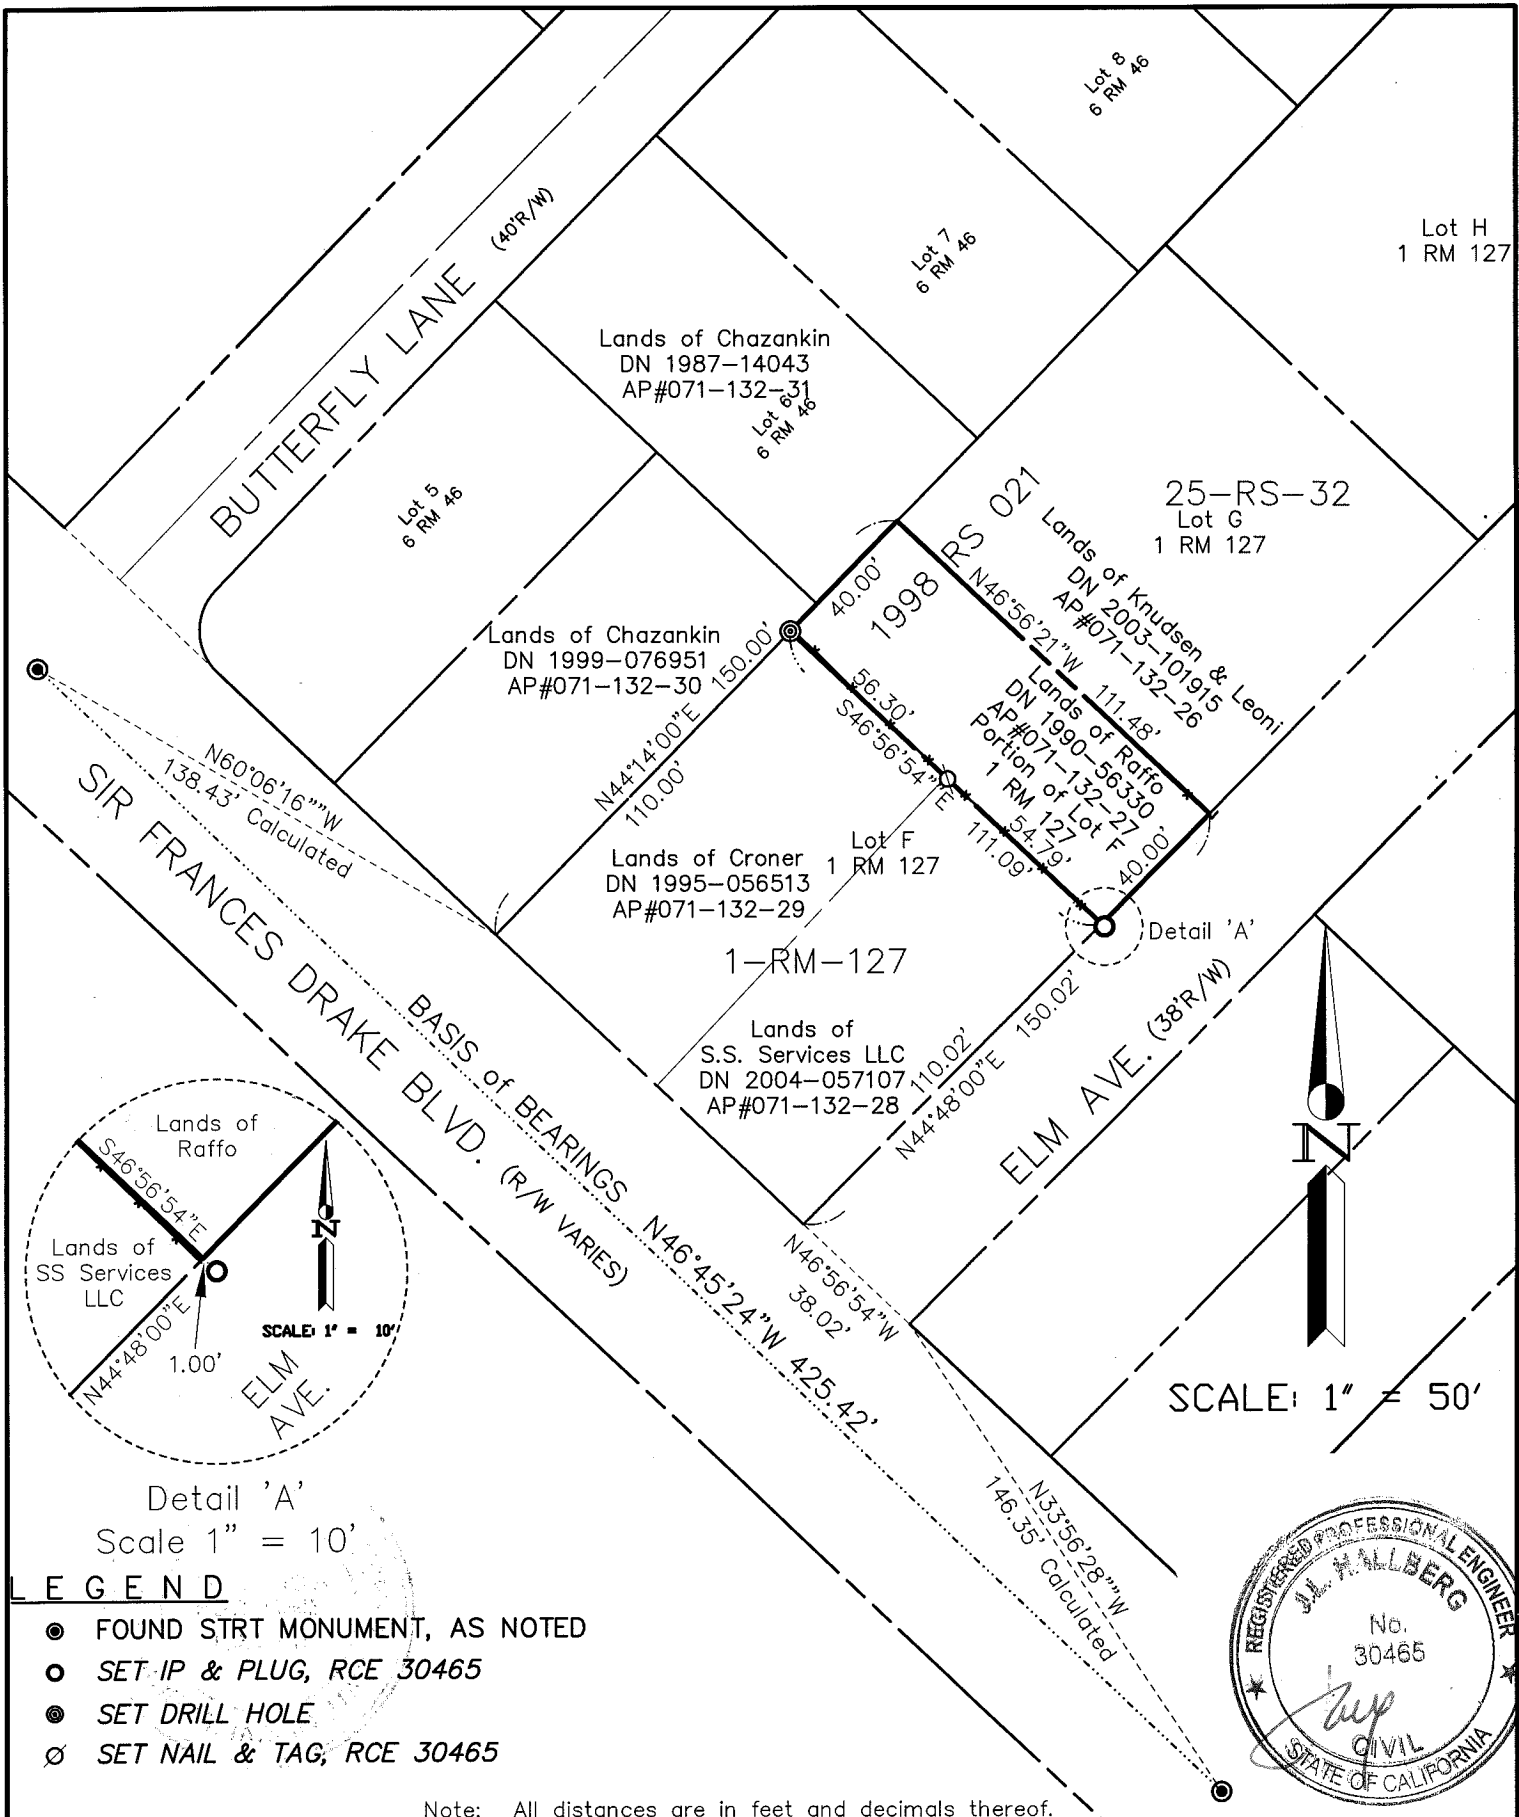 Lot 8
6 RM 46
Lot H
1 RM 127
Lot 7
6 RM 46
BUTTERFLY LANE (40'R/W)
Lands of Chazankin
DN 1987-14043
AP#071-132-31
Lot 6
6 RM 46
Lot 5
6 RM 46
25-RS-32
Lot G
1 RM 127
1998 RS 021
Lands of Knudsen & Leoni
DN 2003-101915
AP#071-132-26
40.00'
N46°56'21"W 111.48'
Lands of Raffo
DN 1990-56330
AP#071-132-27
Portion of Lot F
1 RM 127
Lands of Chazankin
DN 1999-076951
AP#071-132-30
150.00'
N44°14'00"E
110.00'
56.30'
S46°56'54"E
54.79'
111.09'
40.00'
N60°06'16""W
138.43' Calculated
Lot F
1 RM 127
Lands of Croner
DN 1995-056513
AP#071-132-29
Detail 'A'
1-RM-127
SIR FRANCES DRAKE BLVD. (R/W VARIES)
BASIS of BEARINGS N46°45'24"W 425.42'
Lands of
S.S. Services LLC
DN 2004-057107
AP#071-132-28
110.02'
N44°48'00"E 150.02'
ELM AVE. (38'R/W)
N
SCALE: 1" = 50'
N46°56'54"W
38.02'
N33°56'28""W
146.35' Calculated
Lands of
Raffo
S46°56'54"E
Lands of
SS Services
LLC
N
SCALE: 1" = 10'
N44°48'00"E
1.00'
ELM
AVE.
Detail 'A'
Scale 1" = 10'
LEGEND
FOUND STRT MONUMENT, AS NOTED
SET IP & PLUG, RCE 30465
SET DRILL HOLE
SET NAIL & TAG, RCE 30465
REGISTERED PROFESSIONAL ENGINEER
J.L. HALLBERG
No.
30465
CIVIL
STATE OF CALIFORNIA
Note: All distances are in feet and decimals thereof.